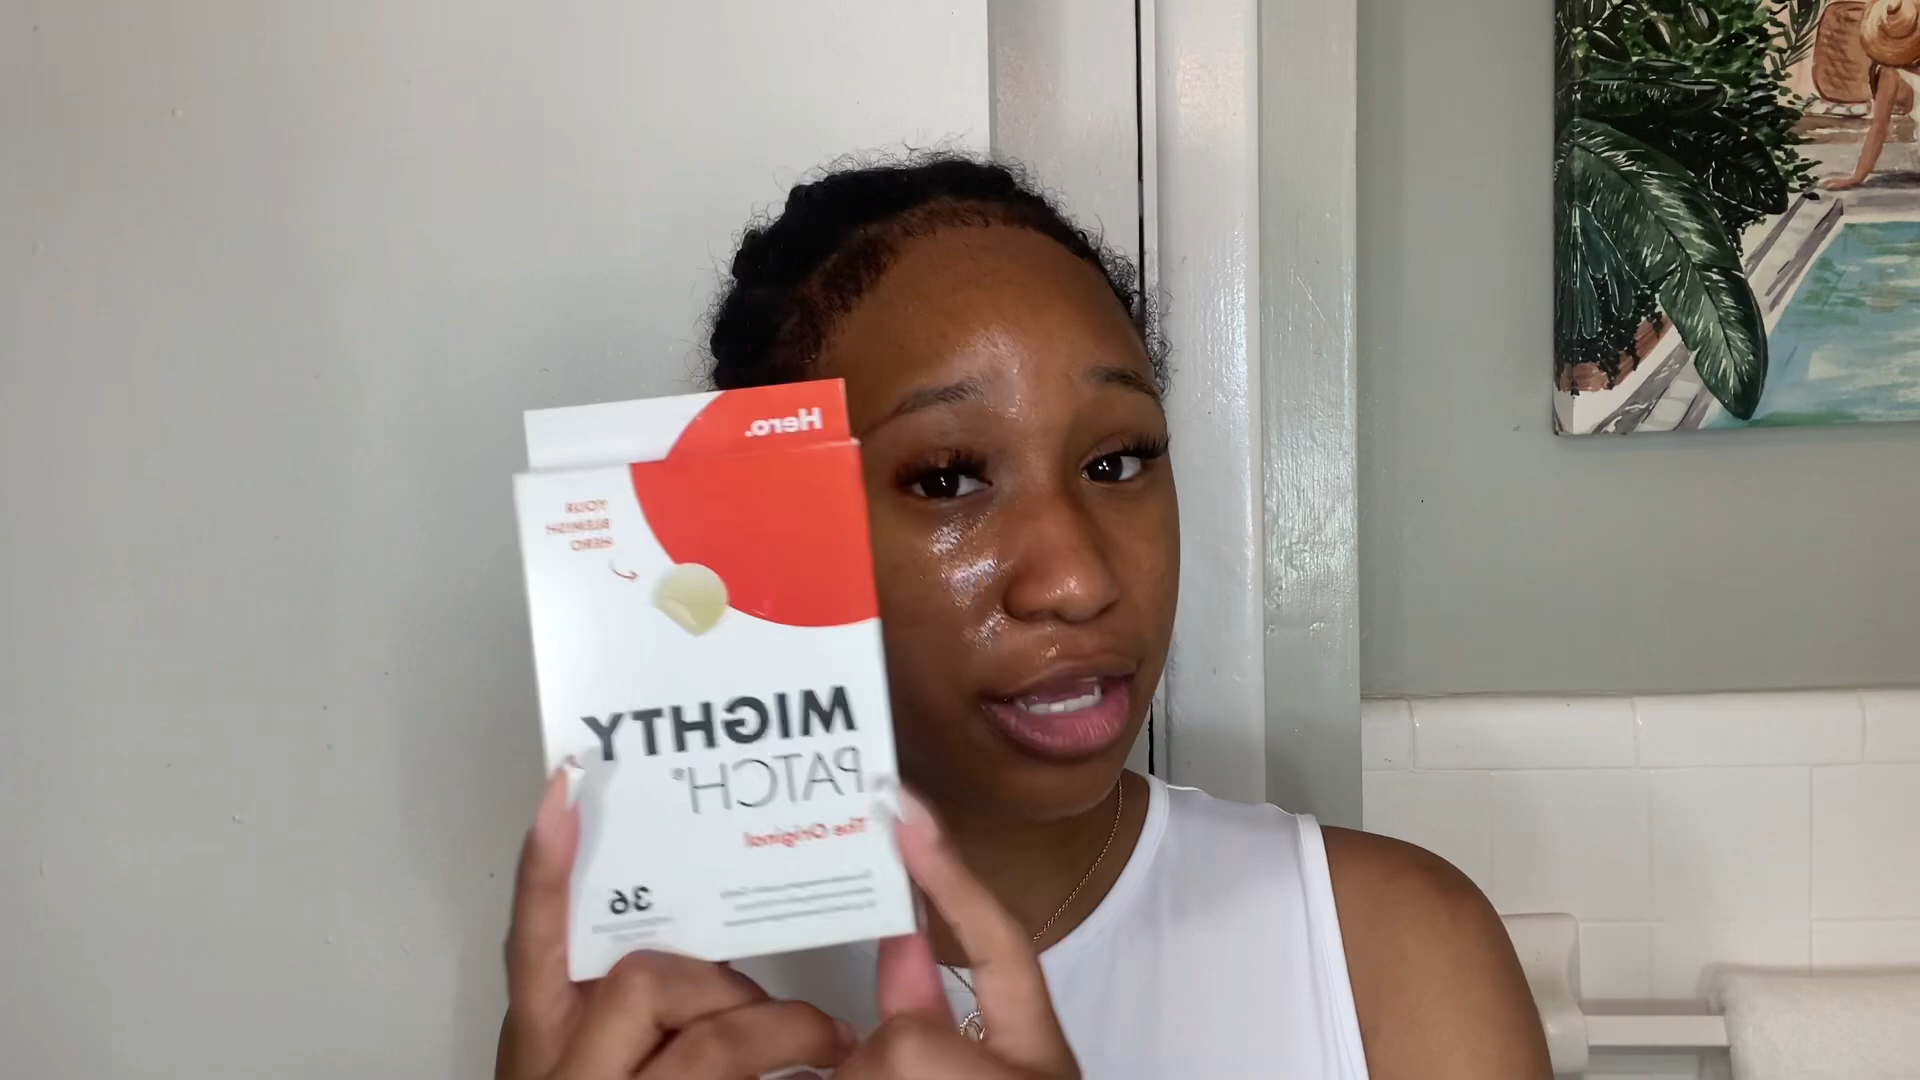 Hero.
YOUR
BLEMISH
HERO
MIGHTY
PATCH®
The Original
36